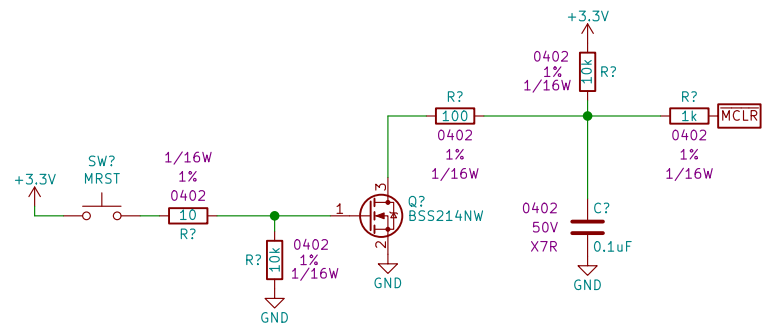 +3.3V
0402
1%
1/16W
10k
R?
R?
100
0402
1%
1/16W
R?
1k
MCLR
0402
1%
1/16W
+3.3V
SW?
MRST
1/16W
1%
0402
10
R?
1
3
2
Q?
BSS214NW
GND
R?
10k
0402
1%
1/16W
GND
0402
50V
X7R
C?
0.1uF
GND